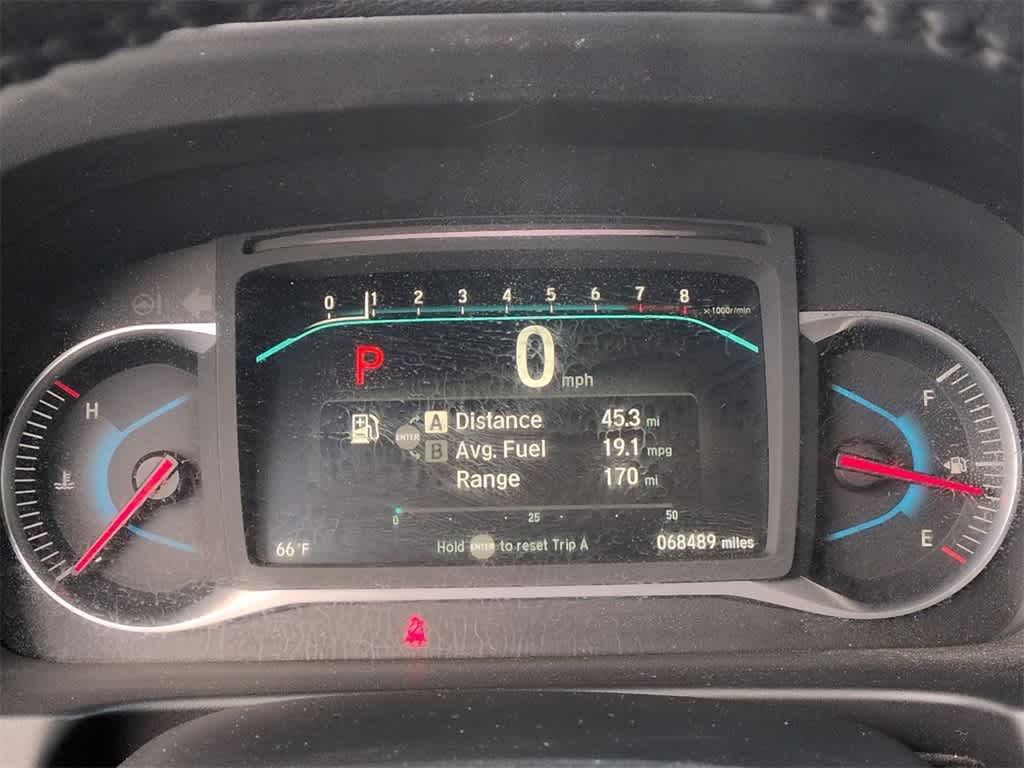 0 1 2 3 4 5 6 7 8
×1000r/min
P
0 mph
H
F
ENTER
A Distance 45.3 mi
B Avg. Fuel 19.1 mpg
Range 170 mi
0 25 50
E
66°F
Hold ENTER to reset Trip A
068489 miles